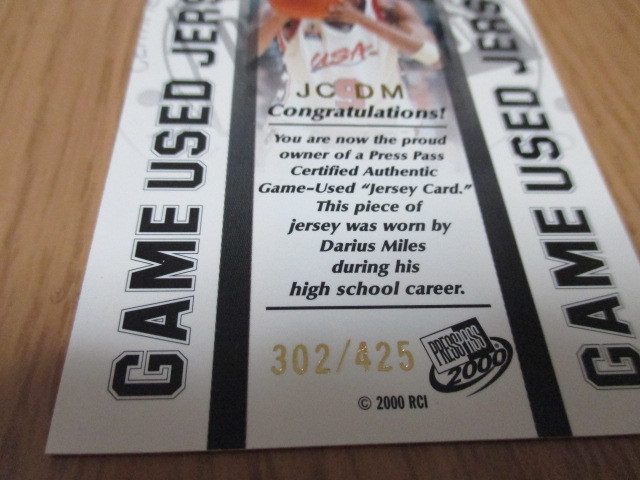 USA
JC DM
Congratulations!
You are now the proud
owner of a Press Pass
Certified Authentic
Game-Used "Jersey Card."
This piece of
jersey was worn by
Darius Miles
during his
high school career.
302/425
PRESS PASS
2000
© 2000 RCI
GAME USED JERS
GAME USED JERS